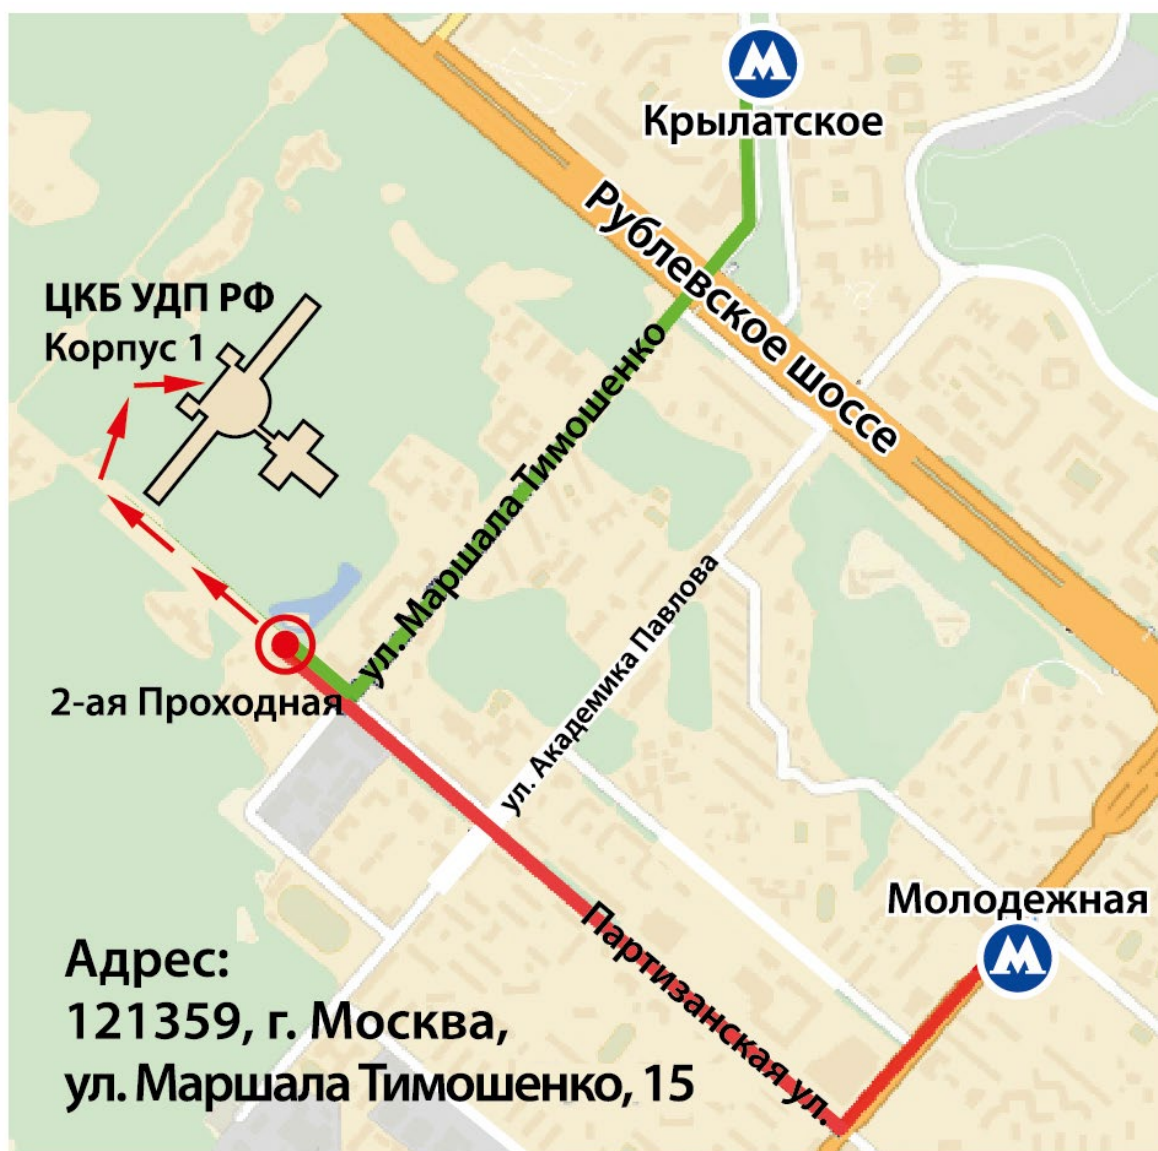 М
Крылатское
Рублевское шоссе
ЦКБ УДП РФ
Корпус 1
ул. Маршала Тимошенко
ул. Академика Павлова
2-ая Проходная
Молодежная
М
Партизанская ул.
Адрес:
121359, г. Москва,
ул. Маршала Тимошенко, 15